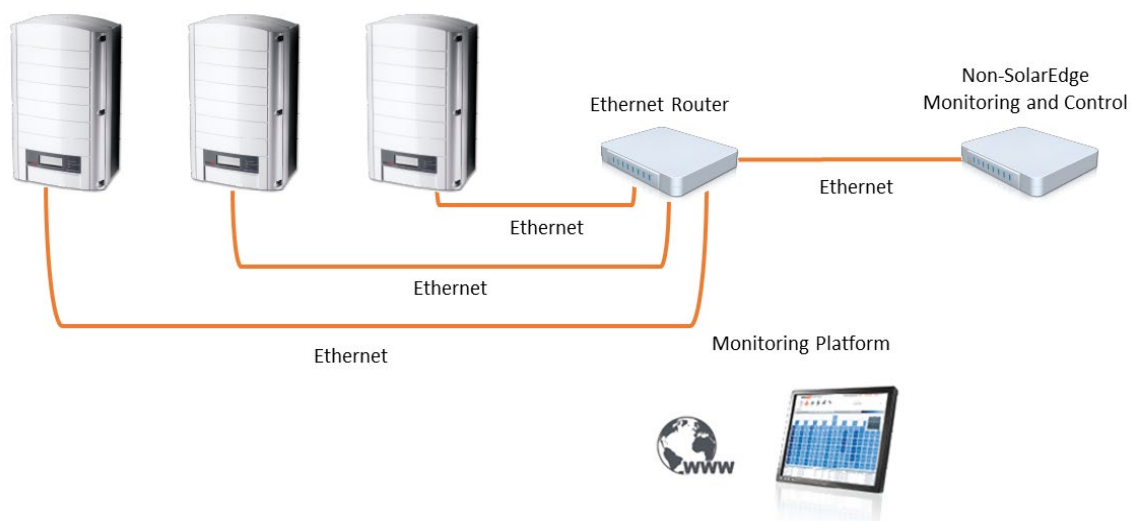 Non-SolarEdge
Monitoring and Control
Ethernet Router
Ethernet
Ethernet
Ethernet
Ethernet
Monitoring Platform
www